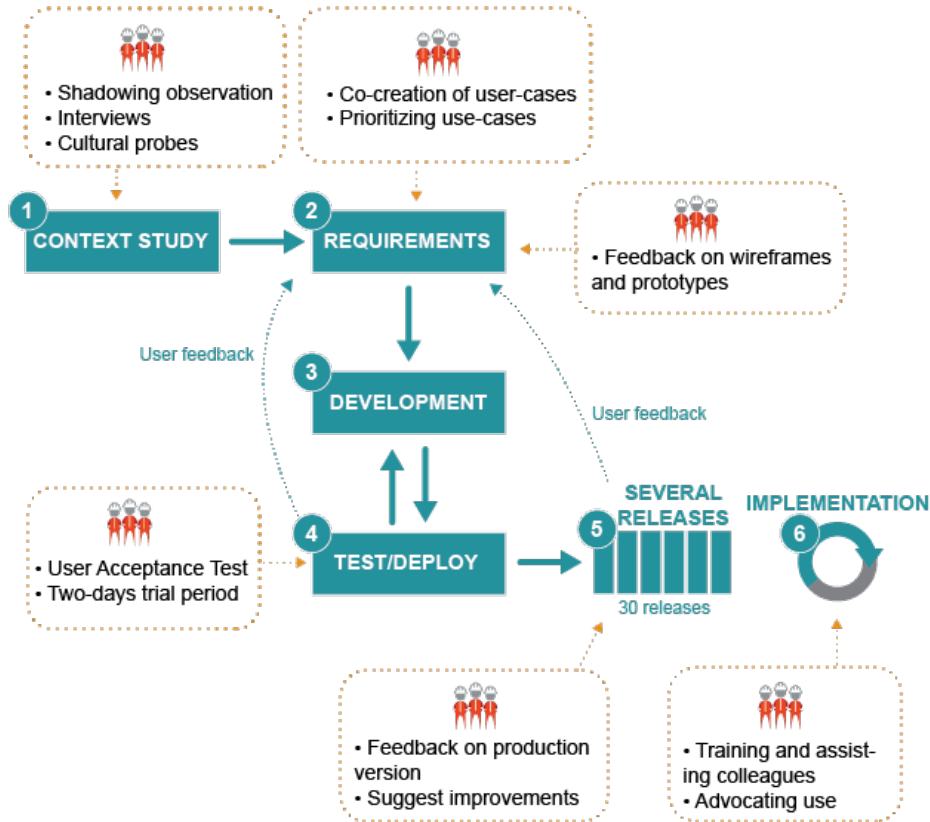 • Shadowing observation
• Interviews
• Cultural probes
• Co-creation of user-cases
• Prioritizing use-cases
1
CONTEXT STUDY
2
REQUIREMENTS
• Feedback on wireframes
and prototypes
User feedback
3
DEVELOPMENT
User feedback
• User Acceptance Test
• Two-days trial period
4
TEST/DEPLOY
SEVERAL
RELEASES
5
30 releases
IMPLEMENTATION
6
• Feedback on production
version
• Suggest improvements
• Training and assist-
ing colleagues
• Advocating use